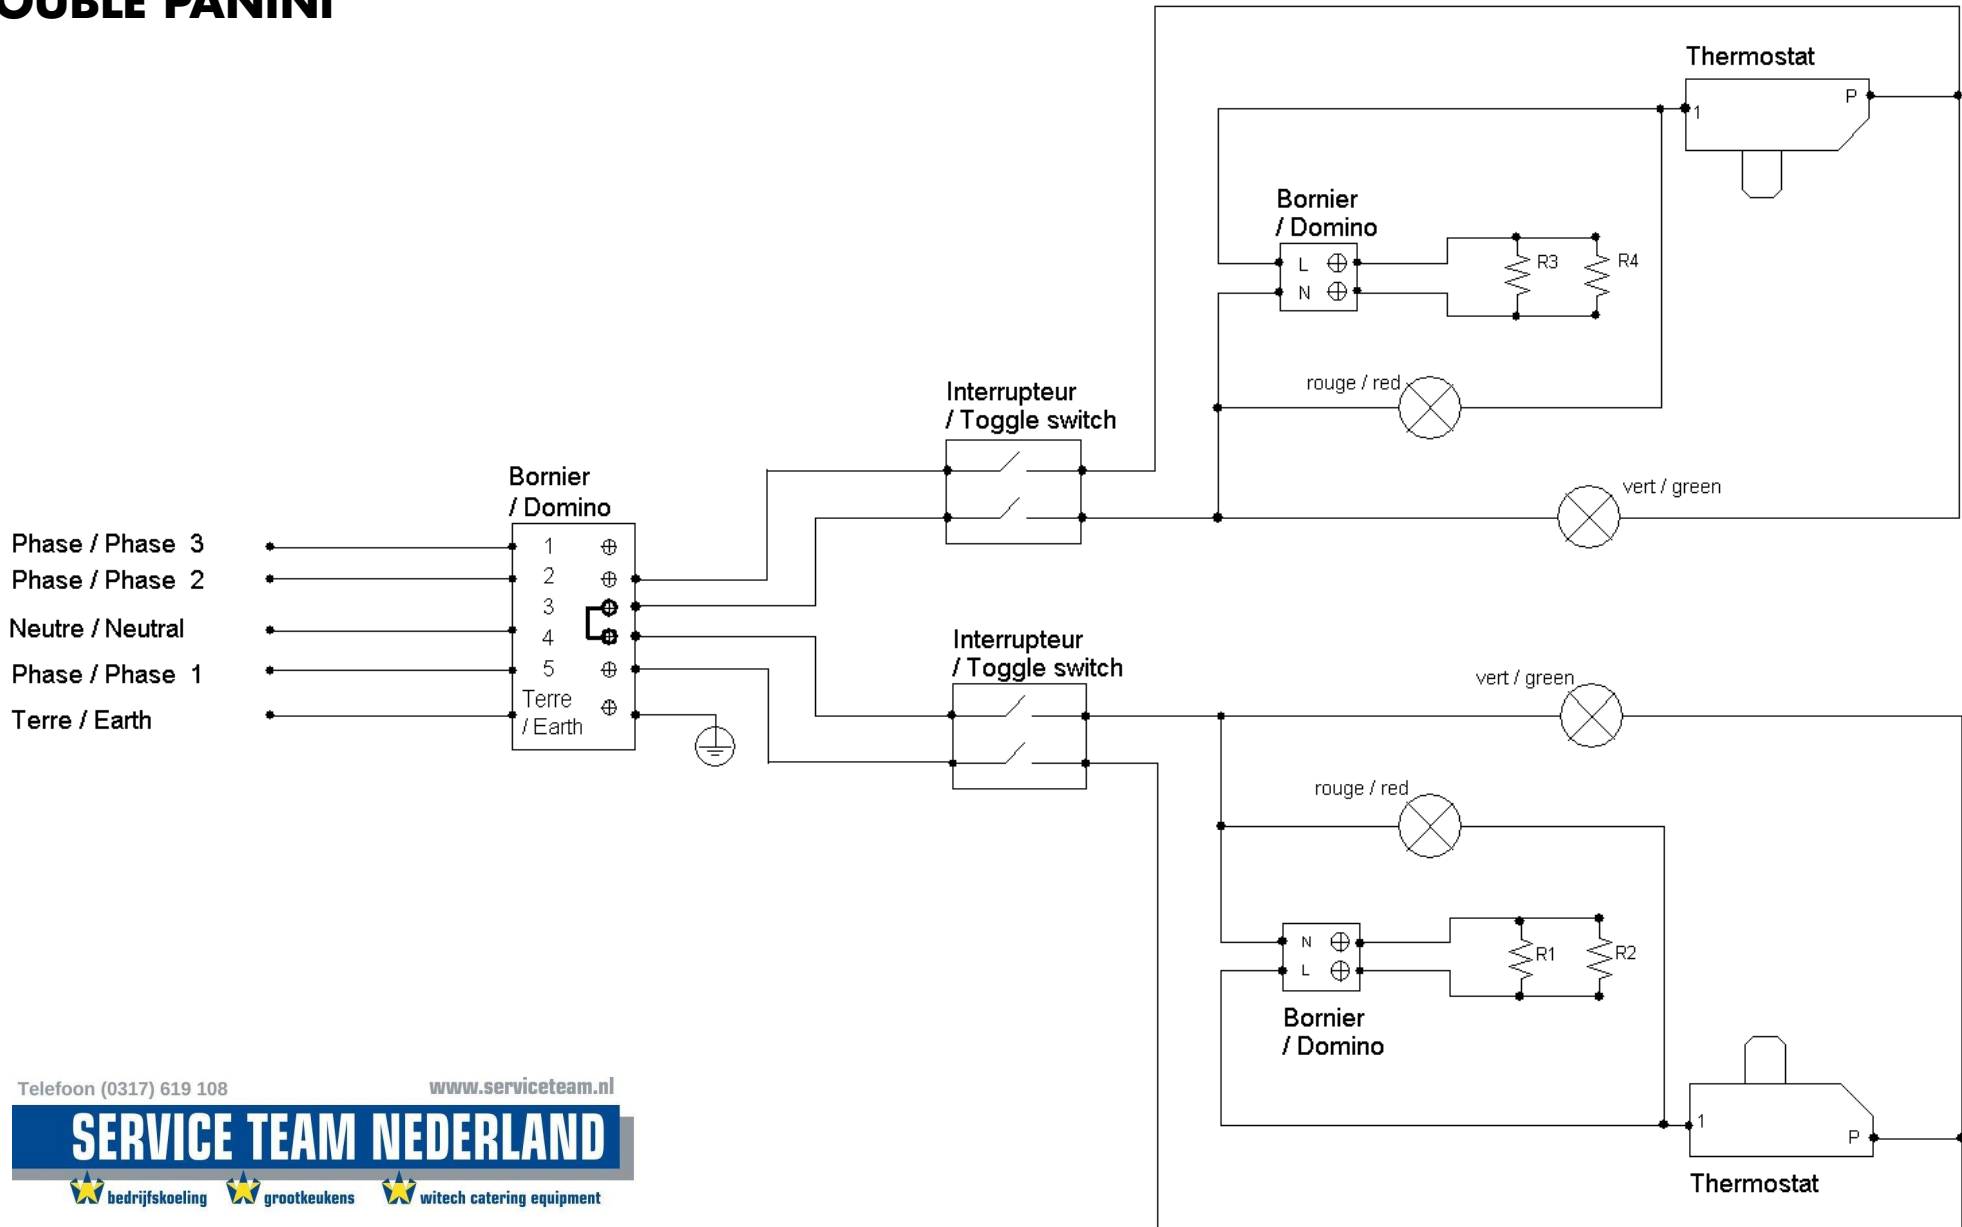 OUBLE PANINI
Thermostat
P
1
Bornier
/ Domino
L
N
R3
R4
rouge / red
Interrupteur
/ Toggle switch
vert / green
Bornier
/ Domino
Phase / Phase 3
Phase / Phase 2
Neutre / Neutral
Phase / Phase 1
Terre / Earth
1
2
3
4
5
Terre
/ Earth
Interrupteur
/ Toggle switch
vert / green
rouge / red
N
L
R1
R2
Bornier
/ Domino
1
P
Thermostat
Telefoon (0317) 619 108
www.serviceteam.nl
SERVICE TEAM NEDERLAND
bedrijfskoeling
grootkeukens
witech catering equipment